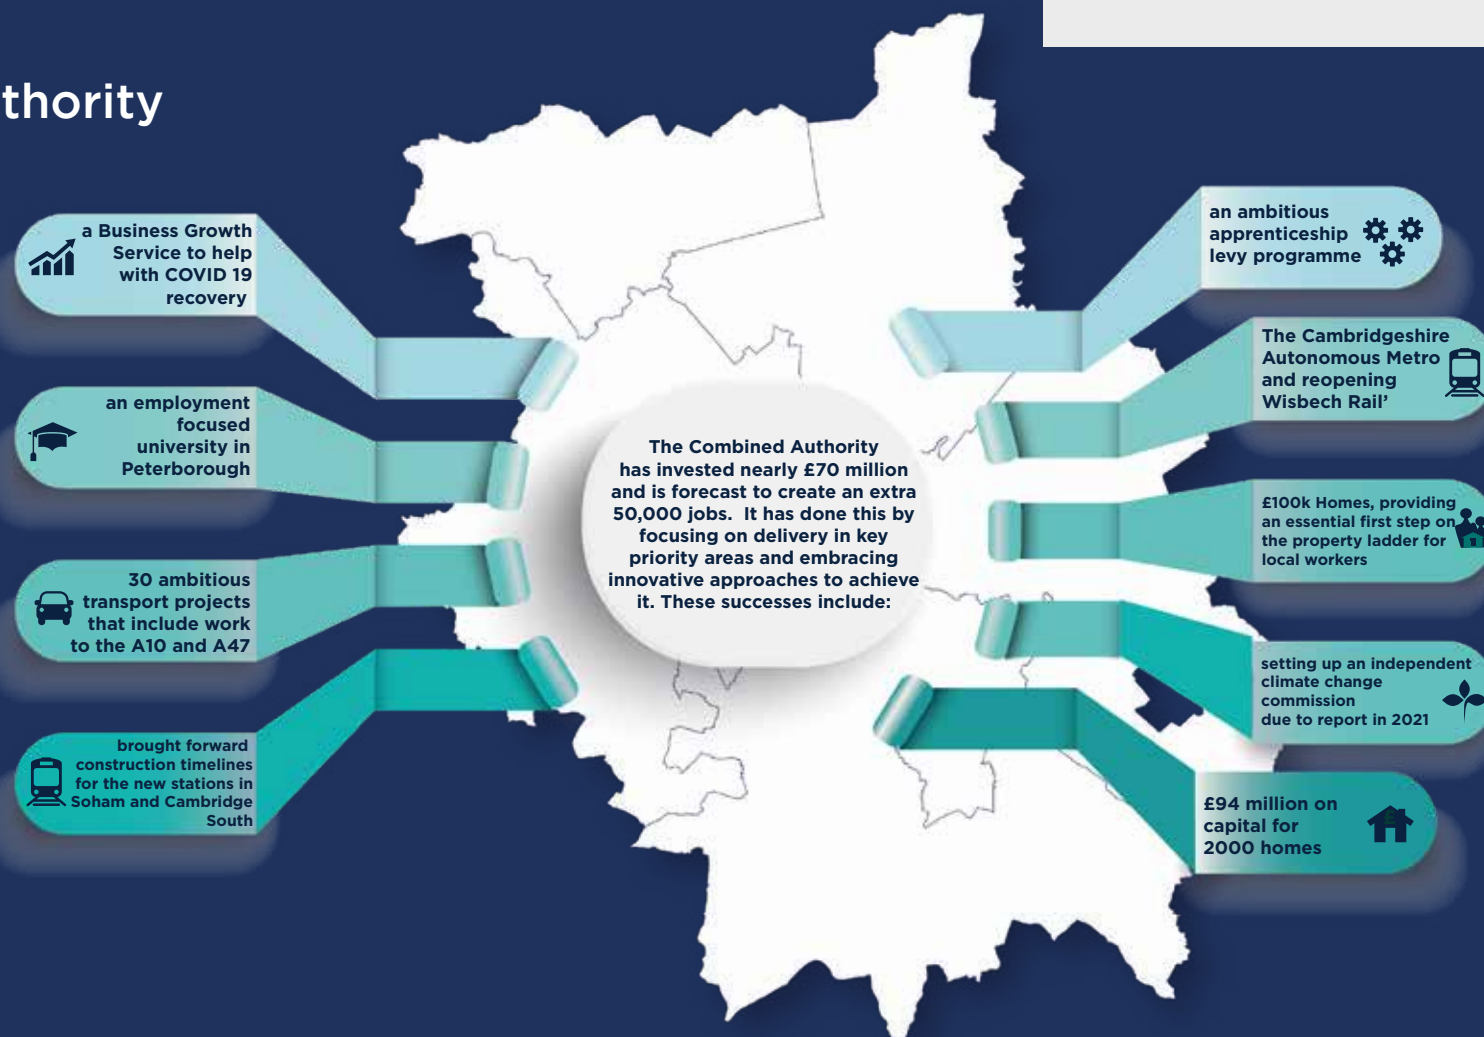 thority
a Business Growth
Service to help
with COVID 19
recovery
an employment
focused
university in
Peterborough
30 ambitious
transport projects
that include work
to the A10 and A47
brought forward
construction timelines
for the new stations in
Soham and Cambridge
South
The Combined Authority
has invested nearly £70 million
and is forecast to create an extra
50,000 jobs. It has done this by
focusing on delivery in key
priority areas and embracing
innovative approaches to achieve
it. These successes include:
an ambitious
apprenticeship
levy programme
The Cambridgeshire
Autonomous Metro
and reopening
Wisbech Rail’
£100k Homes, providing
an essential first step on
the property ladder for
local workers
setting up an independent
climate change
commission
due to report in 2021
£94 million on
capital for
2000 homes
£